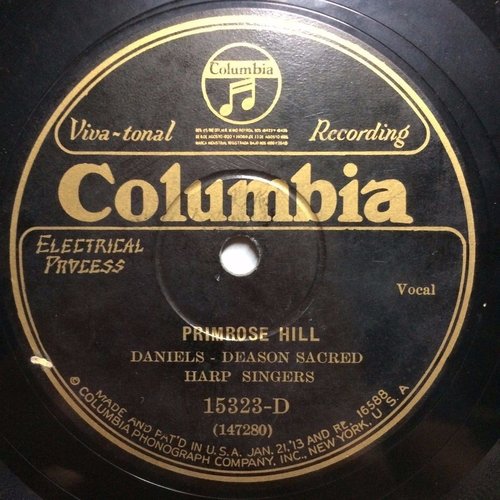 Columbia
Viva-tonal Recording
Columbia
ELECTRICAL
PROCESS
Vocal
PRIMROSE HILL
DANIELS - DEASON SACRED
HARP SINGERS
15323-D
(147280)
MADE AND PAT'D IN U.S.A. JAN. 21,'13 AND RE. 16588
© COLUMBIA PHONOGRAPH COMPANY, INC., NEW YORK, U.S.A